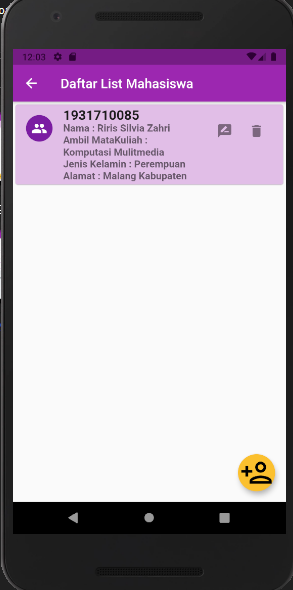 12:03
Daftar List Mahasiswa
1931710085
Nama : Riris Silvia Zahri
Ambil MataKuliah :
Komputasi Mulitmedia
Jenis Kelamin : Perempuan
Alamat : Malang Kabupaten